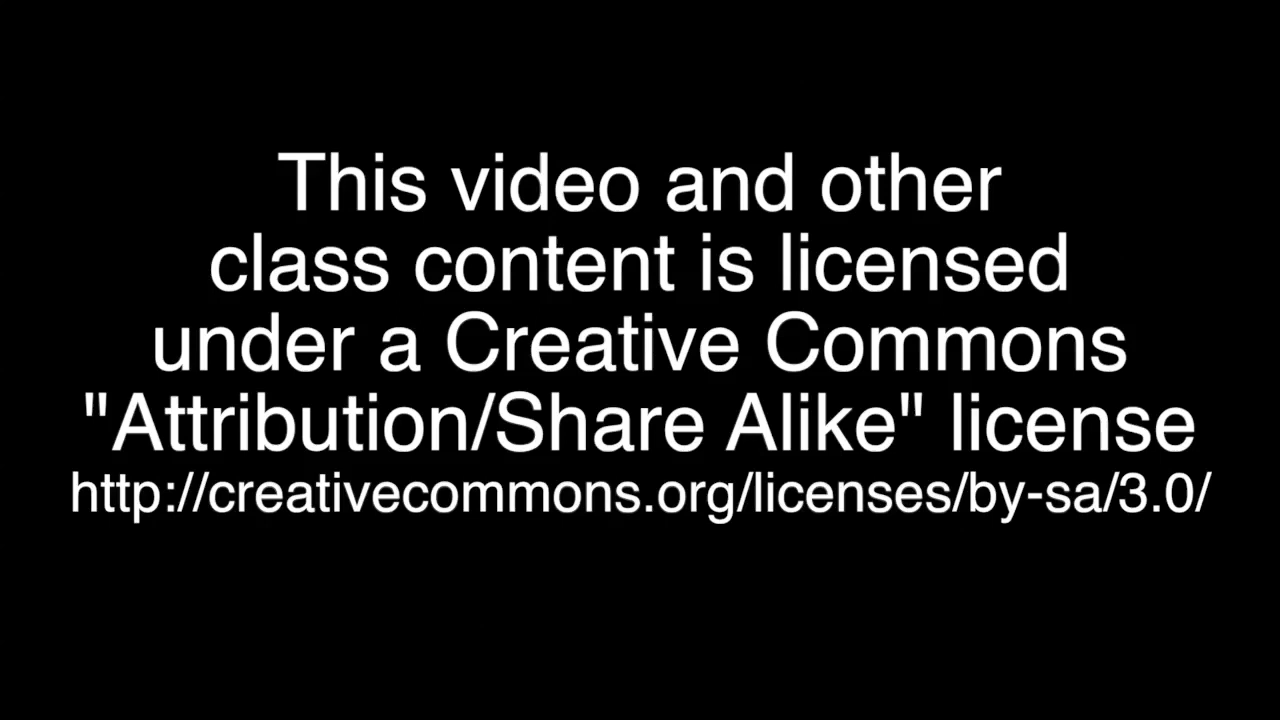 This video and other
class content is licensed
under a Creative Commons
"Attribution/Share Alike" license
http://creativecommons.org/licenses/by-sa/3.0/